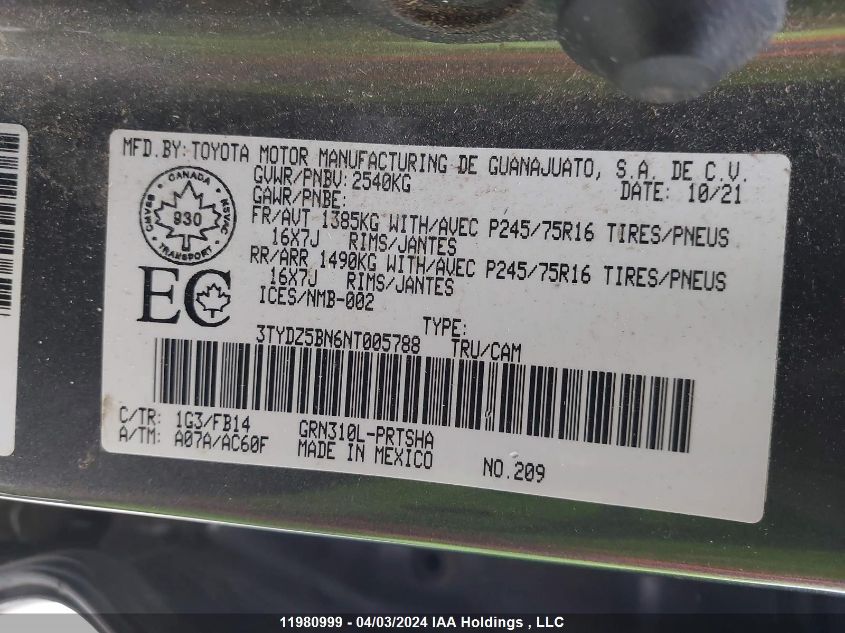 MFD.BY:TOYOTA MOTOR MANUFACTURING DE GUANAJUATO, S.A. DE C.V.
GVWR/PNBV:2540KG DATE: 10/21
GAWR/PNBE:
FR/AVT 1385KG WITH/AVEC P245/75R16 TIRES/PNEUS
16X7J RIMS/JANTES
RR/ARR 1490KG WITH/AVEC P245/75R16 TIRES/PNEUS
16X7J RIMS/JANTES
ICES/NMB-002
CANADA
930
TRANSPORT
EC
TYPE:
3TYDZ5BN6NT005788 TRU/CAM
C/TR: 1G3/FB14 GRN310L-PRTSHA
A/TM: A07A/AC60F MADE IN MEXICO NO.209
11980999 - 04/03/2024 IAA Holdings , LLC